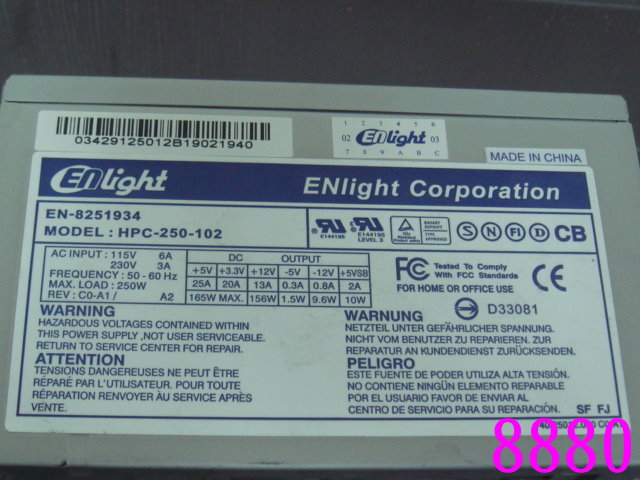 03429125012B19021940
1 2 3 4 5 6
02 ENlight 03
7 8 9 A B C
MADE IN CHINA
ENlight
ENlight Corporation
EN-8251934
MODEL : HPC-250-102
AC INPUT : 115V 6A
230V 3A
FREQUENCY : 50 - 60 Hz
MAX. LOAD : 250W
REV : C0-A1 / A2
DC OUTPUT
+5V +3.3V +12V -5V -12V +5VSB
25A 20A 13A 0.3A 0.8A 2A
165W MAX. 156W 1.5W 9.6W 10W
E144195
E144195
LEVEL 3
S N FI D CB
FC Tested To Comply
With FCC Standards
FOR HOME OR OFFICE USE
CE
D33081
WARNING
HAZARDOUS VOLTAGES CONTAINED WITHIN
THIS POWER SUPPLY ,NOT USER SERVICEABLE.
RETURN TO SERVICE CENTER FOR REPAIR.
ATTENTION
TENSIONS DANGEREUSES NE PAS OUVRIR
RÉPARÉ PAR L'UTILISATEUR. POUR TOUTE
RÉPARATION RENVOYER AU SERVICE APRÈS
VENTE.
WARNUNG
NETZTEIL UNTER GEFÄHRLICHER SPANNUNG.
NICHT VOM BENUTZER ZU REPARIEREN. ZUR
REPARATUR AN KUNDENDIENST ZURÜCKSENDEN.
PELIGRO
ESTA FUENTE DE PODER UTILIZA ALTA TENSIÓN.
NO CONTIENE NINGÚN ELEMENTO REPARABLE
POR EL USUARIO FAVOR DE ENVIAR AL
CENTRO DE SERVICIO PARA SU REPARACIÓN.
SF FJ
8880